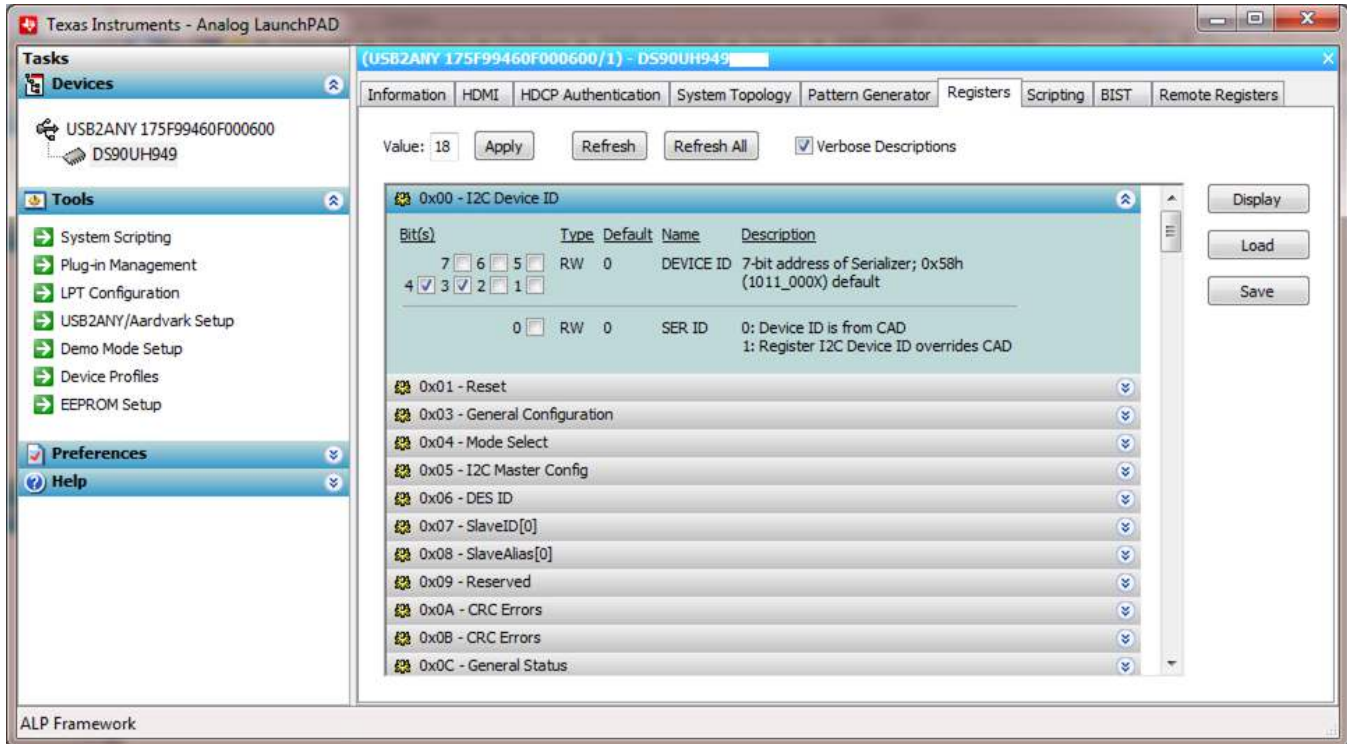 Texas Instruments - Analog LaunchPAD
Tasks
Devices
USB2ANY 175F99460F000600
DS90UH949
Tools
System Scripting
Plug-in Management
LPT Configuration
USB2ANY/Aardvark Setup
Demo Mode Setup
Device Profiles
EEPROM Setup
Preferences
Help
(USB2ANY 175F99460F000600/1) - DS90UH949
Information HDMI HDCP Authentication System Topology Pattern Generator Registers Scripting BIST Remote Registers
Value: 18 Apply Refresh Refresh All Verbose Descriptions
0x00 - I2C Device ID
Bit(s) Type Default Name Description
7 6 5 RW 0 DEVICE ID 7-bit address of Serializer; 0x58h
4 3 2 1 (1011_000X) default
0 RW 0 SER ID 0: Device ID is from CAD
1: Register I2C Device ID overrides CAD
0x01 - Reset
0x03 - General Configuration
0x04 - Mode Select
0x05 - I2C Master Config
0x06 - DES ID
0x07 - SlaveID[0]
0x08 - SlaveAlias[0]
0x09 - Reserved
0x0A - CRC Errors
0x0B - CRC Errors
0x0C - General Status
Display
Load
Save
ALP Framework